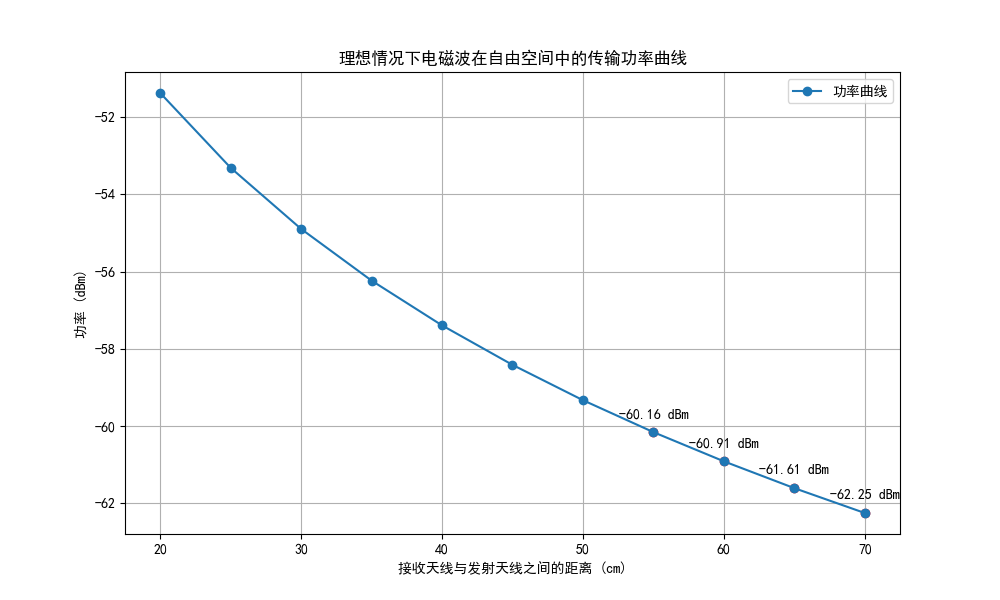 理想情况下电磁波在自由空间中的传输功率曲线
功率曲线
−52
−54
−56
−58
−60
−62
功率 (dBm)
−60.16 dBm
−60.91 dBm
−61.61 dBm
−62.25 dBm
20 30 40 50 60 70
接收天线与发射天线之间的距离 (cm)